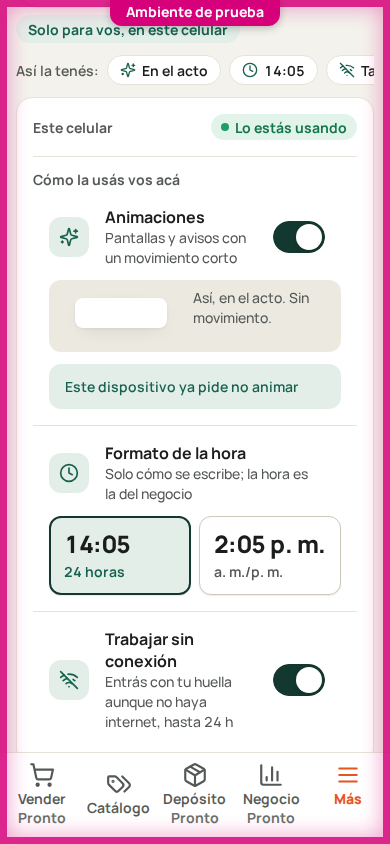 Ambiente de prueba
Solo para vos, en este celular
Así la tenés:
En el acto
14:05
Ta
Este celular
Lo estás usando
Cómo la usás vos acá
Animaciones
Pantallas y avisos con
un movimiento corto
Así, en el acto. Sin
movimiento.
Este dispositivo ya pide no animar
Formato de la hora
Solo cómo se escribe; la hora es
la del negocio
14:05
24 horas
2:05 p. m.
a. m./p. m.
Trabajar sin
conexión
Entrás con tu huella
aunque no haya
internet, hasta 24 h
Vender
Pronto
Catálogo
Depósito
Pronto
Negocio
Pronto
Más